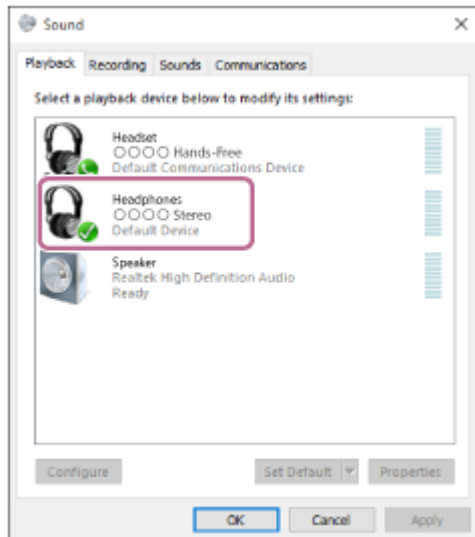 Sound
Playback Recording Sounds Communications
Select a playback device below to modify its settings:
Headset
○○○○ Hands-Free
Default Communications Device
Headphones
○○○○ Stereo
Default Device
Speaker
Realtek High Definition Audio
Ready
Configure Set Default Properties
OK Cancel Apply